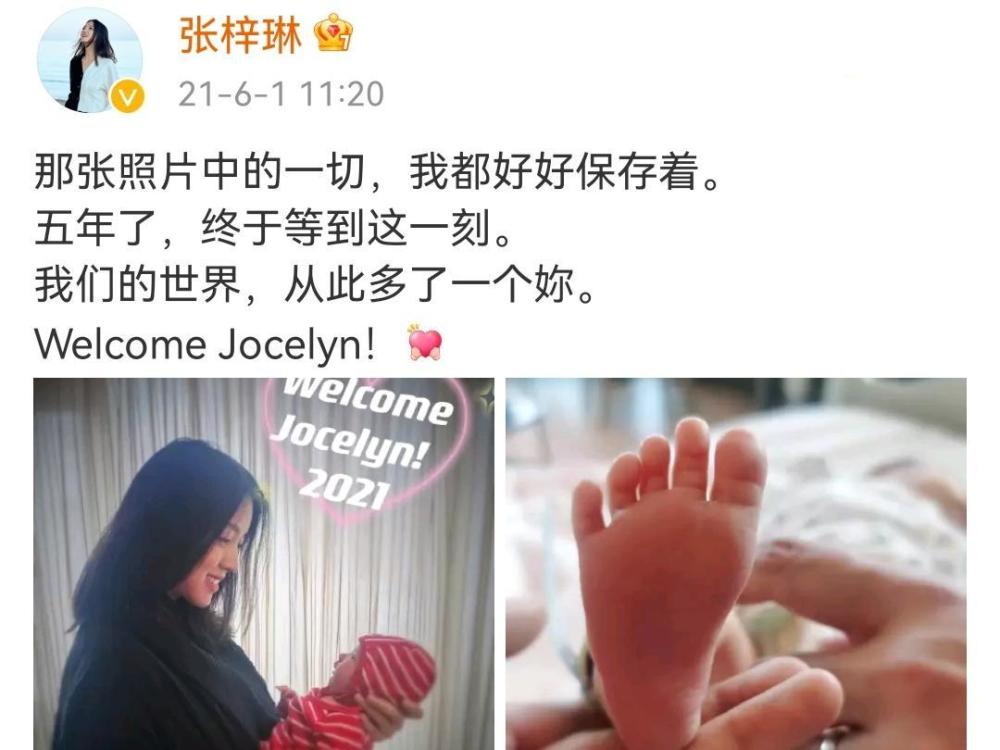 张梓琳
21-6-1 11:20
那张照片中的一切，我都好好保存着。
五年了，终于等到这一刻。
我们的世界，从此多了一个妳。
Welcome Jocelyn!
Welcome
Jocelyn!
2021